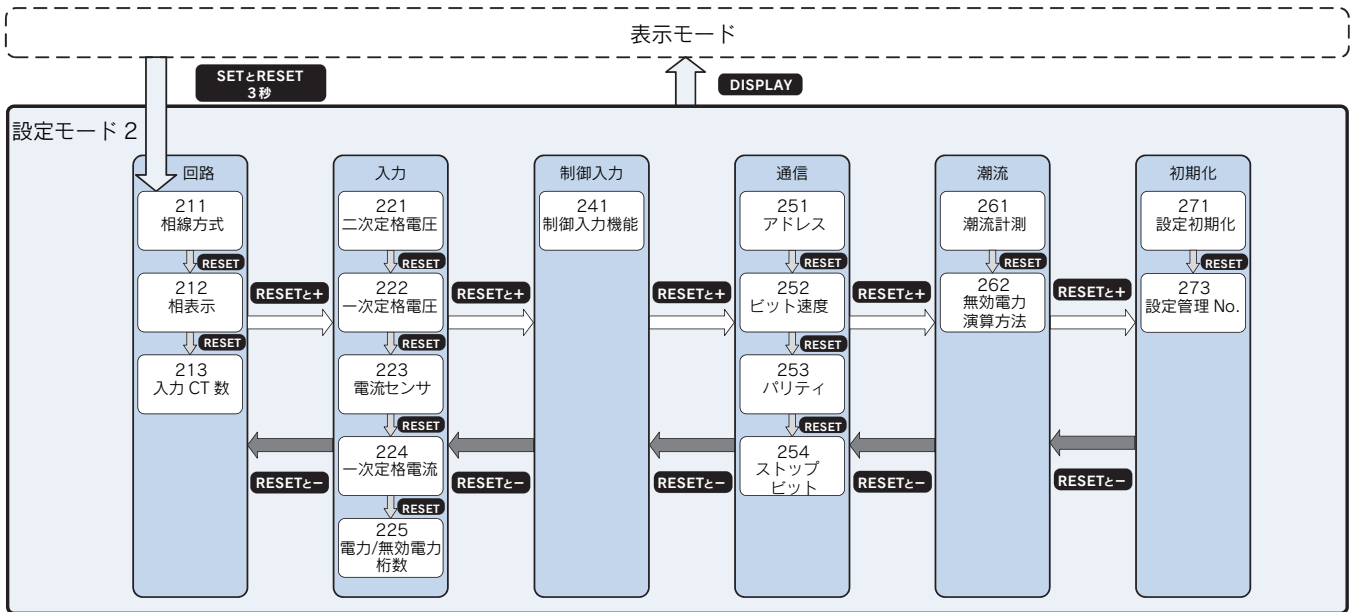 表示モード
SETとRESET
3秒
DISPLAY
設定モード 2
回路
211
相線方式
RESET
212
相表示
RESET
213
入力 CT 数
RESETと+
RESETと−
入力
221
二次定格電圧
RESET
222
一次定格電圧
RESET
223
電流センサ
RESET
224
一次定格電流
RESET
225
電力/無効電力
桁数
RESETと+
RESETと−
制御入力
241
制御入力機能
RESETと+
RESETと−
通信
251
アドレス
RESET
252
ビット速度
RESET
253
パリティ
RESET
254
ストップ
ビット
RESETと+
RESETと−
潮流
261
潮流計測
RESET
262
無効電力
演算方法
RESETと+
RESETと−
初期化
271
設定初期化
RESET
273
設定管理 No.